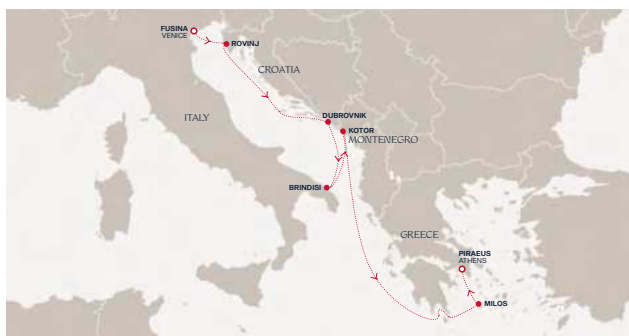 FUSINA
VENICE
ROVINJ
CROATIA
ITALY
DUBROVNIK
KOTOR
MONTENEGRO
BRINDISI
GREECE
PIRAEUS
ATHENS
MILOS